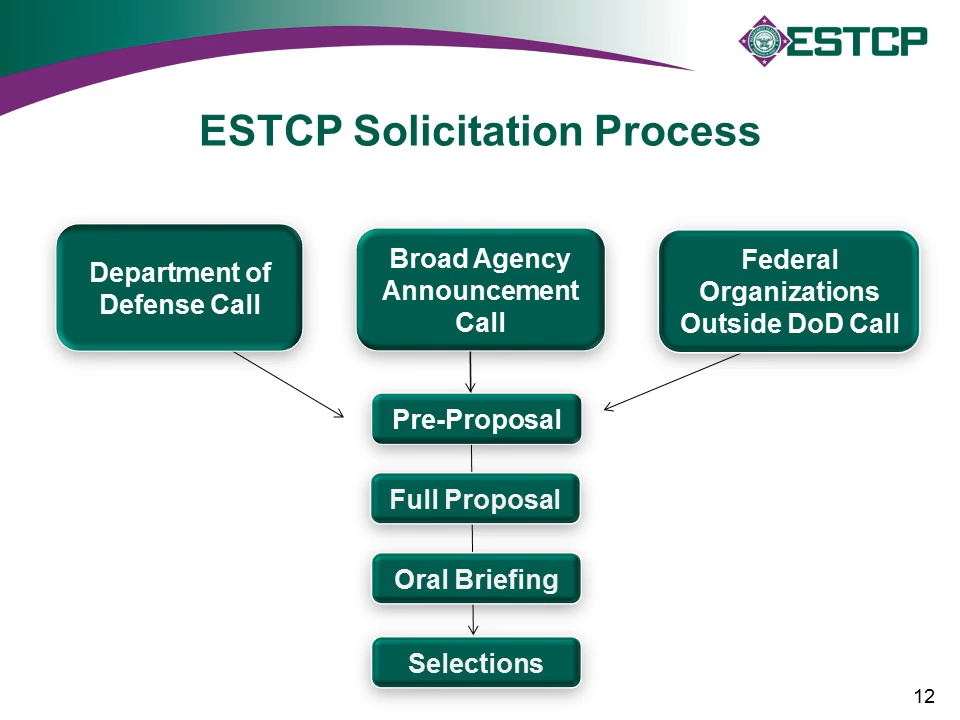 ESTCP
ESTCP Solicitation Process
Department of
Defense Call
Broad Agency
Announcement
Call
Federal
Organizations
Outside DoD Call
Pre-Proposal
Full Proposal
Oral Briefing
Selections
12